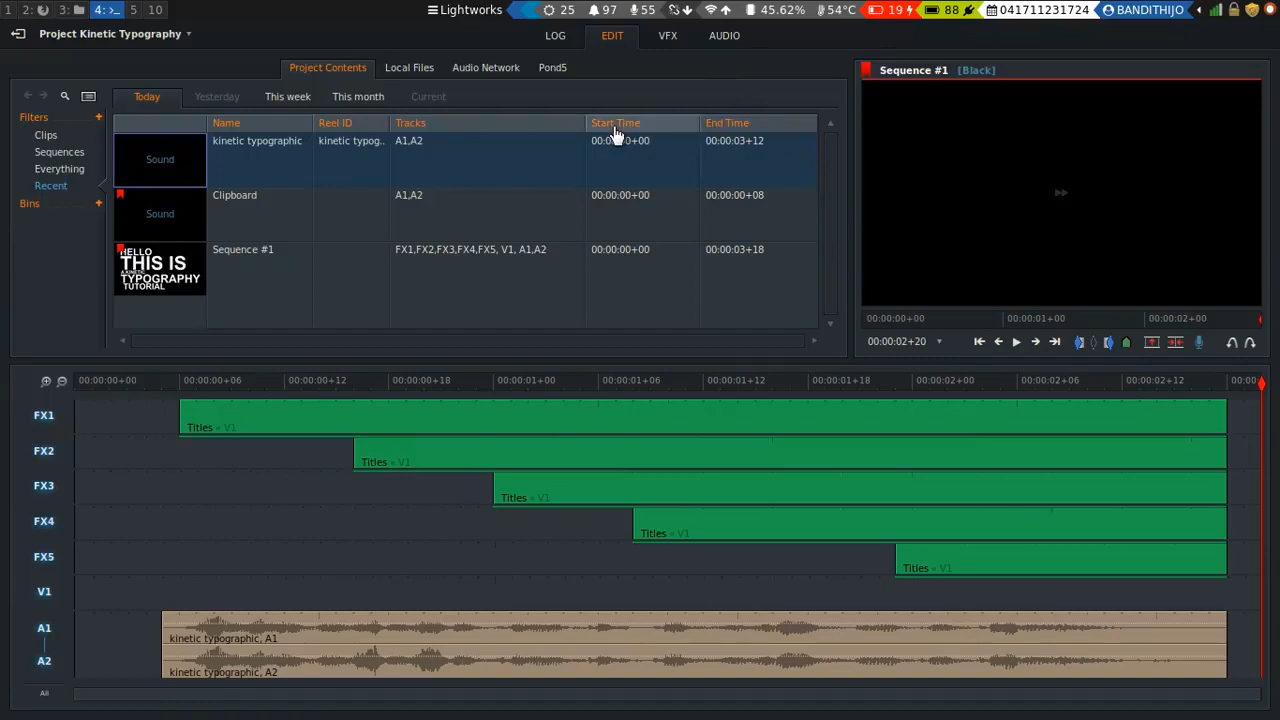 1 2: 3: 4: 5 10 Lightworks 25 97 55 45.62% 54°C 19 88 041711231724 BANDITHIJO
Project Kinetic Typography
LOG EDIT VFX AUDIO
Project Contents Local Files Audio Network Pond5
Sequence #1 [Black]
Today Yesterday This week This month Current
Filters +
Clips
Sequences
Everything
Recent
Bins +
Name Reel ID Tracks Start Time End Time
Sound kinetic typographic kinetic typog.. A1,A2 00:00:00+00 00:00:03+12
Sound Clipboard A1,A2 00:00:00+00 00:00:00+08
Sequence #1 FX1,FX2,FX3,FX4,FX5, V1, A1,A2 00:00:00+00 00:00:03+18
HELLO
THIS IS
TYPOGRAPHY
TUTORIAL
00:00:00+00 00:00:01+00 00:00:02+00
00:00:02+20
00:00:00+00 00:00:00+06 00:00:00+12 00:00:00+18 00:00:01+00 00:00:01+06 00:00:01+12 00:00:01+18 00:00:02+00 00:00:02+06 00:00:02+12 00:00:
FX1 Titles « V1
FX2 Titles « V1
FX3 Titles « V1
FX4 Titles « V1
FX5 Titles « V1
V1
A1 kinetic typographic, A1
A2 kinetic typographic, A2
All